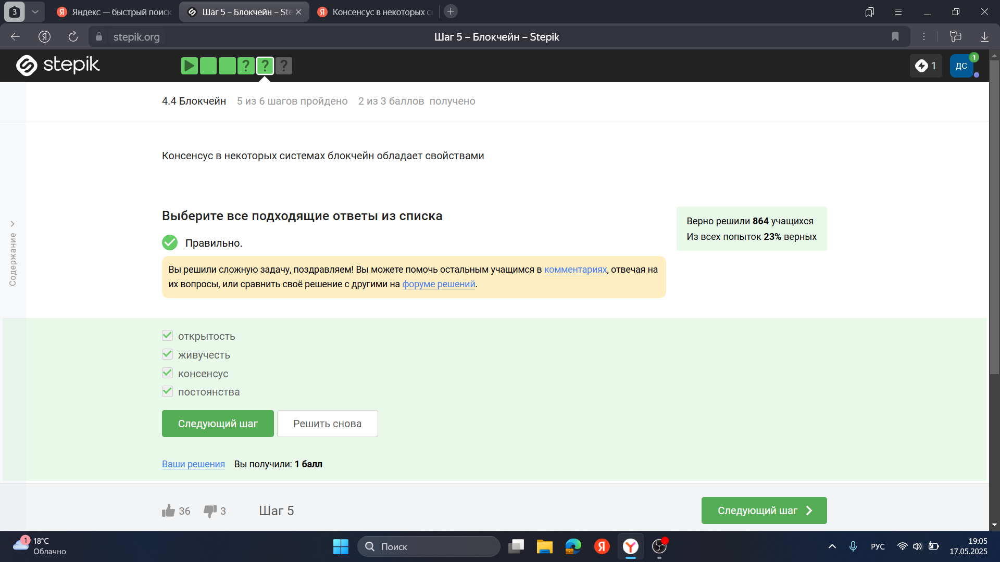 3
Яндекс — быстрый поиск
Шаг 5 – Блокчейн – Ste
Консенсус в некоторых си
stepik.org
Шаг 5 – Блокчейн – Stepik
stepik
?
?
?
1
ДС
1
4.4 Блокчейн 5 из 6 шагов пройдено 2 из 3 баллов получено
Содержание
Консенсус в некоторых системах блокчейн обладает свойствами
Выберите все подходящие ответы из списка
Верно решили 864 учащихся
Из всех попыток 23% верных
Правильно.
Вы решили сложную задачу, поздравляем! Вы можете помочь остальным учащимся в комментариях, отвечая на
их вопросы, или сравнить своё решение с другими на форуме решений.
открытость
живучесть
консенсус
постоянства
Следующий шаг
Решить снова
Ваши решения Вы получили: 1 балл
36
3
Шаг 5
Следующий шаг
1
18°C
Облачно
Поиск
РУС
19:05
17.05.2025